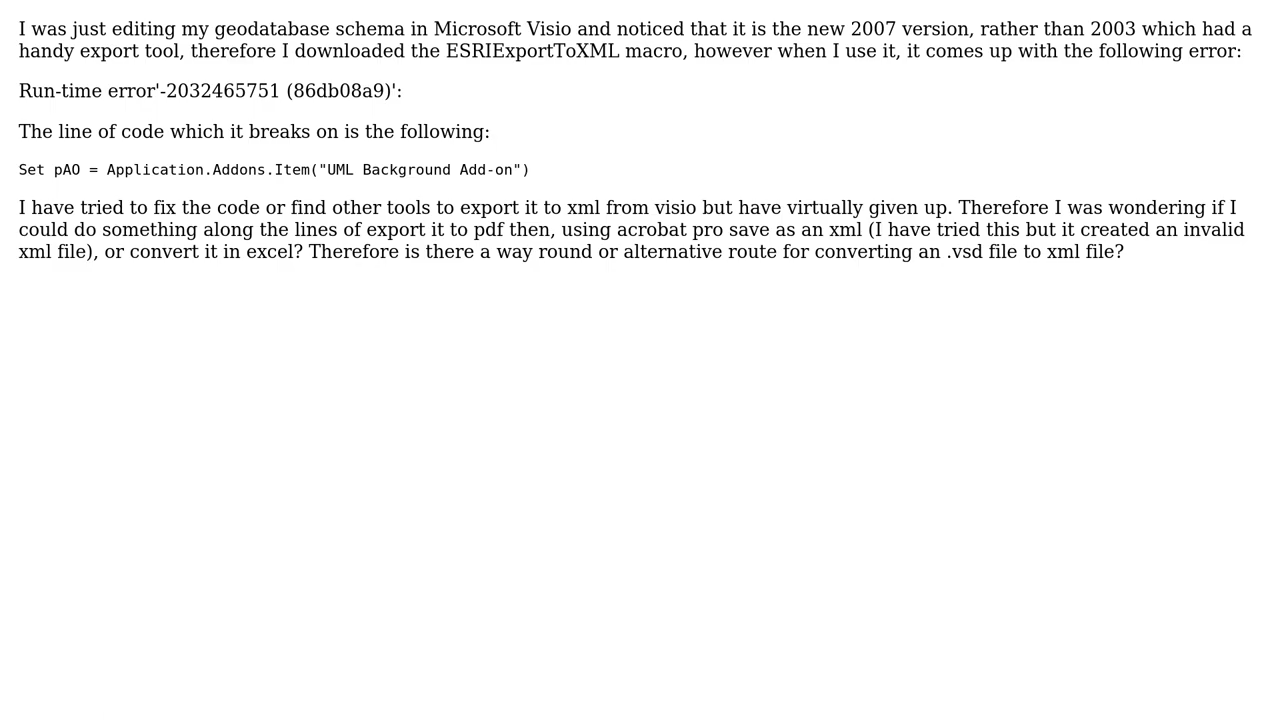 I was just editing my geodatabase schema in Microsoft Visio and noticed that it is the new 2007 version, rather than 2003 which had a
handy export tool, therefore I downloaded the ESRIExportToXML macro, however when I use it, it comes up with the following error:
Run-time error'-2032465751 (86db08a9)':
The line of code which it breaks on is the following:
Set pAO = Application.Addons.Item("UML Background Add-on")
I have tried to fix the code or find other tools to export it to xml from visio but have virtually given up. Therefore I was wondering if I
could do something along the lines of export it to pdf then, using acrobat pro save as an xml (I have tried this but it created an invalid
xml file), or convert it in excel? Therefore is there a way round or alternative route for converting an .vsd file to xml file?